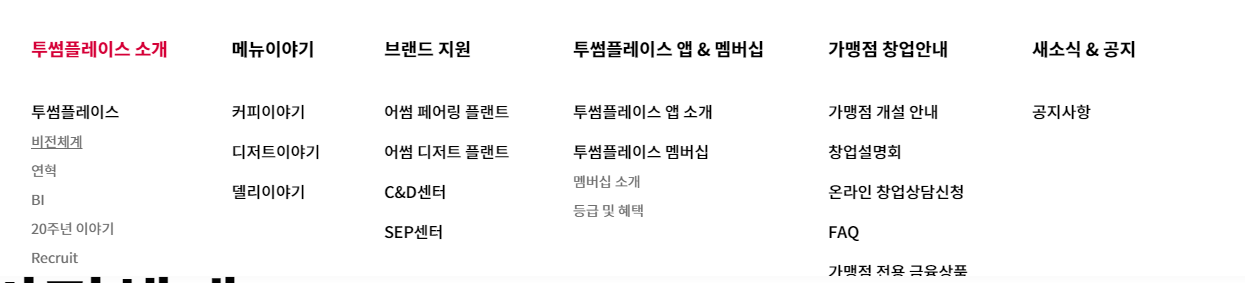 투썸플레이스 소개
메뉴이야기
브랜드 지원
투썸플레이스 앱 & 멤버십
가맹점 창업안내
새소식 & 공지
투썸플레이스
비전체계
연혁
BI
20주년 이야기
Recruit
커피이야기
디저트이야기
델리이야기
어썸 페어링 플랜트
어썸 디저트 플랜트
C&D센터
SEP센터
투썸플레이스 앱 소개
투썸플레이스 멤버십
멤버십 소개
등급 및 혜택
가맹점 개설 안내
창업설명회
온라인 창업상담신청
FAQ
가맹점 전용 금융상품
공지사항